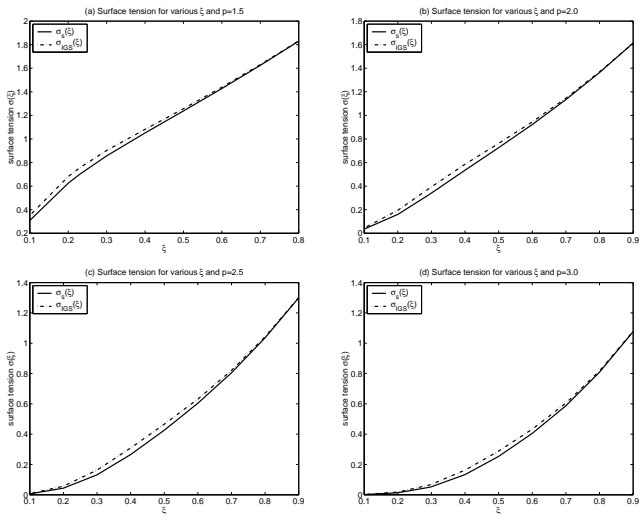 (a) Surface tension for various ξ and p=1.5
σ_s(ξ)
σ_IGS(ξ)
surface tension σ(ξ)
2
1.8
1.6
1.4
1.2
1
0.8
0.6
0.4
0.2
0.1 0.2 0.3 0.4 0.5 0.6 0.7 0.8
ξ
(b) Surface tension for various ξ and p=2.0
σ_s(ξ)
σ_IGS(ξ)
surface tension σ(ξ)
1.8
1.6
1.4
1.2
1
0.8
0.6
0.4
0.2
0
0.1 0.2 0.3 0.4 0.5 0.6 0.7 0.8 0.9
ξ
(c) Surface tension for various ξ and p=2.5
σ_s(ξ)
σ_IGS(ξ)
surface tension σ(ξ)
1.4
1.2
1
0.8
0.6
0.4
0.2
0
0.1 0.2 0.3 0.4 0.5 0.6 0.7 0.8 0.9
ξ
(d) Surface tension for various ξ and p=3.0
σ_s(ξ)
σ_IGS(ξ)
surface tension σ(ξ)
1.4
1.2
1
0.8
0.6
0.4
0.2
0
0.1 0.2 0.3 0.4 0.5 0.6 0.7 0.8 0.9
ξ